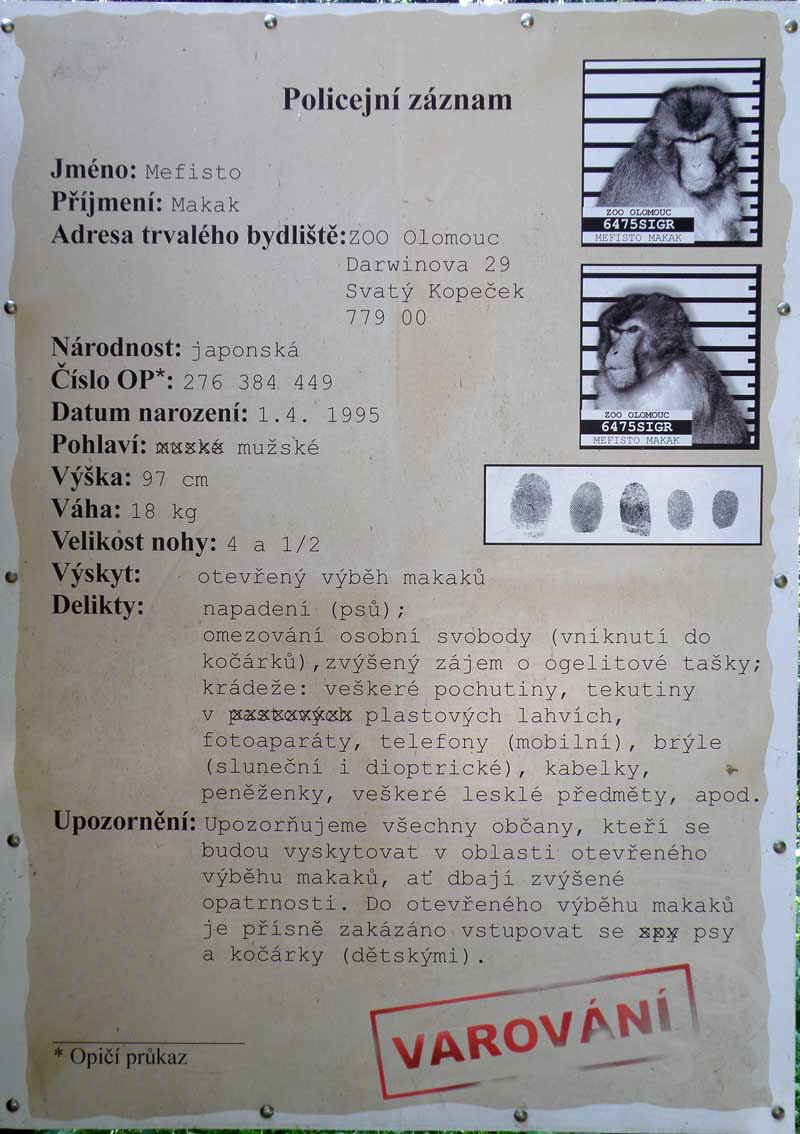 Policejní záznam
Jméno: Mefisto
Příjmení: Makak
Adresa trvalého bydliště: ZOO Olomouc
Darwinova 29
Svatý Kopeček
779 00
Národnost: japonská
Číslo OP*: 276 384 449
Datum narození: 1.4. 1995
Pohlaví: mužské
Výška: 97 cm
Váha: 18 kg
Velikost nohy: 4 a 1/2
Výskyt: otevřený výběh makaků
Delikty: napadení (psů);
omezování osobní svobody (vniknutí do
kočárků),zvýšený zájem o ogelitové tašky;
krádeže: veškeré pochutiny, tekutiny
v plastových lahvích,
fotoaparáty, telefony (mobilní), brýle
(sluneční i dioptrické), kabelky,
peněženky, veškeré lesklé předměty, apod.
Upozornění: Upozorňujeme všechny občany, kteří se
budou vyskytovat v oblasti otevřeného
výběhu makaků, ať dbají zvýšené
opatrnosti. Do otevřeného výběhu makaků
je přísně zakázáno vstupovat se spy psy
a kočárky (dětskými).
* Opičí průkaz
VAROVÁNÍ
ZOO OLOMOUC
6475SIGR
MEFISTO MAKAK
ZOO OLOMOUC
6475SIGR
MEFISTO MAKAK